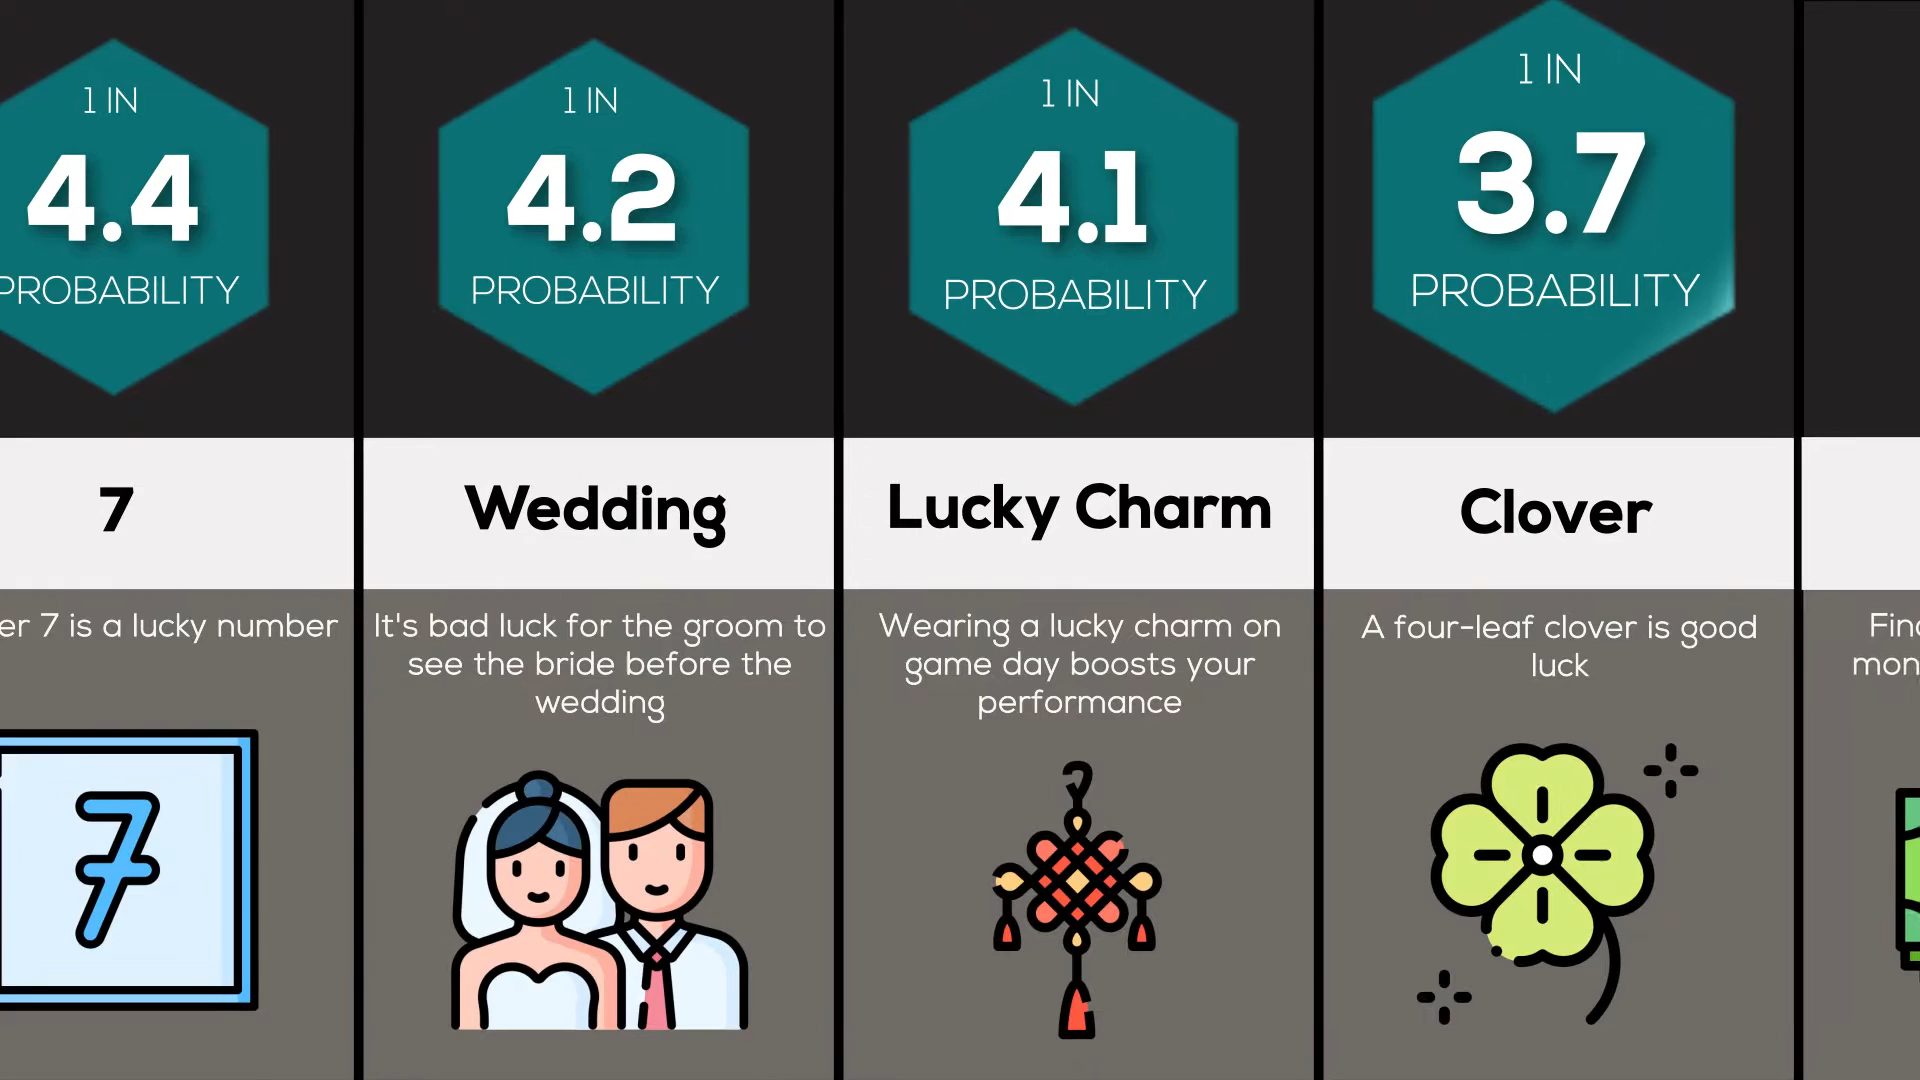 1 IN
4.4
PROBABILITY
7
7 is a lucky number
7
1 IN
4.2
PROBABILITY
Wedding
It's bad luck for the groom to
see the bride before the
wedding
1 IN
4.1
PROBABILITY
Lucky Charm
Wearing a lucky charm on
game day boosts your
performance
1 IN
3.7
PROBABILITY
Clover
A four-leaf clover is good
luck